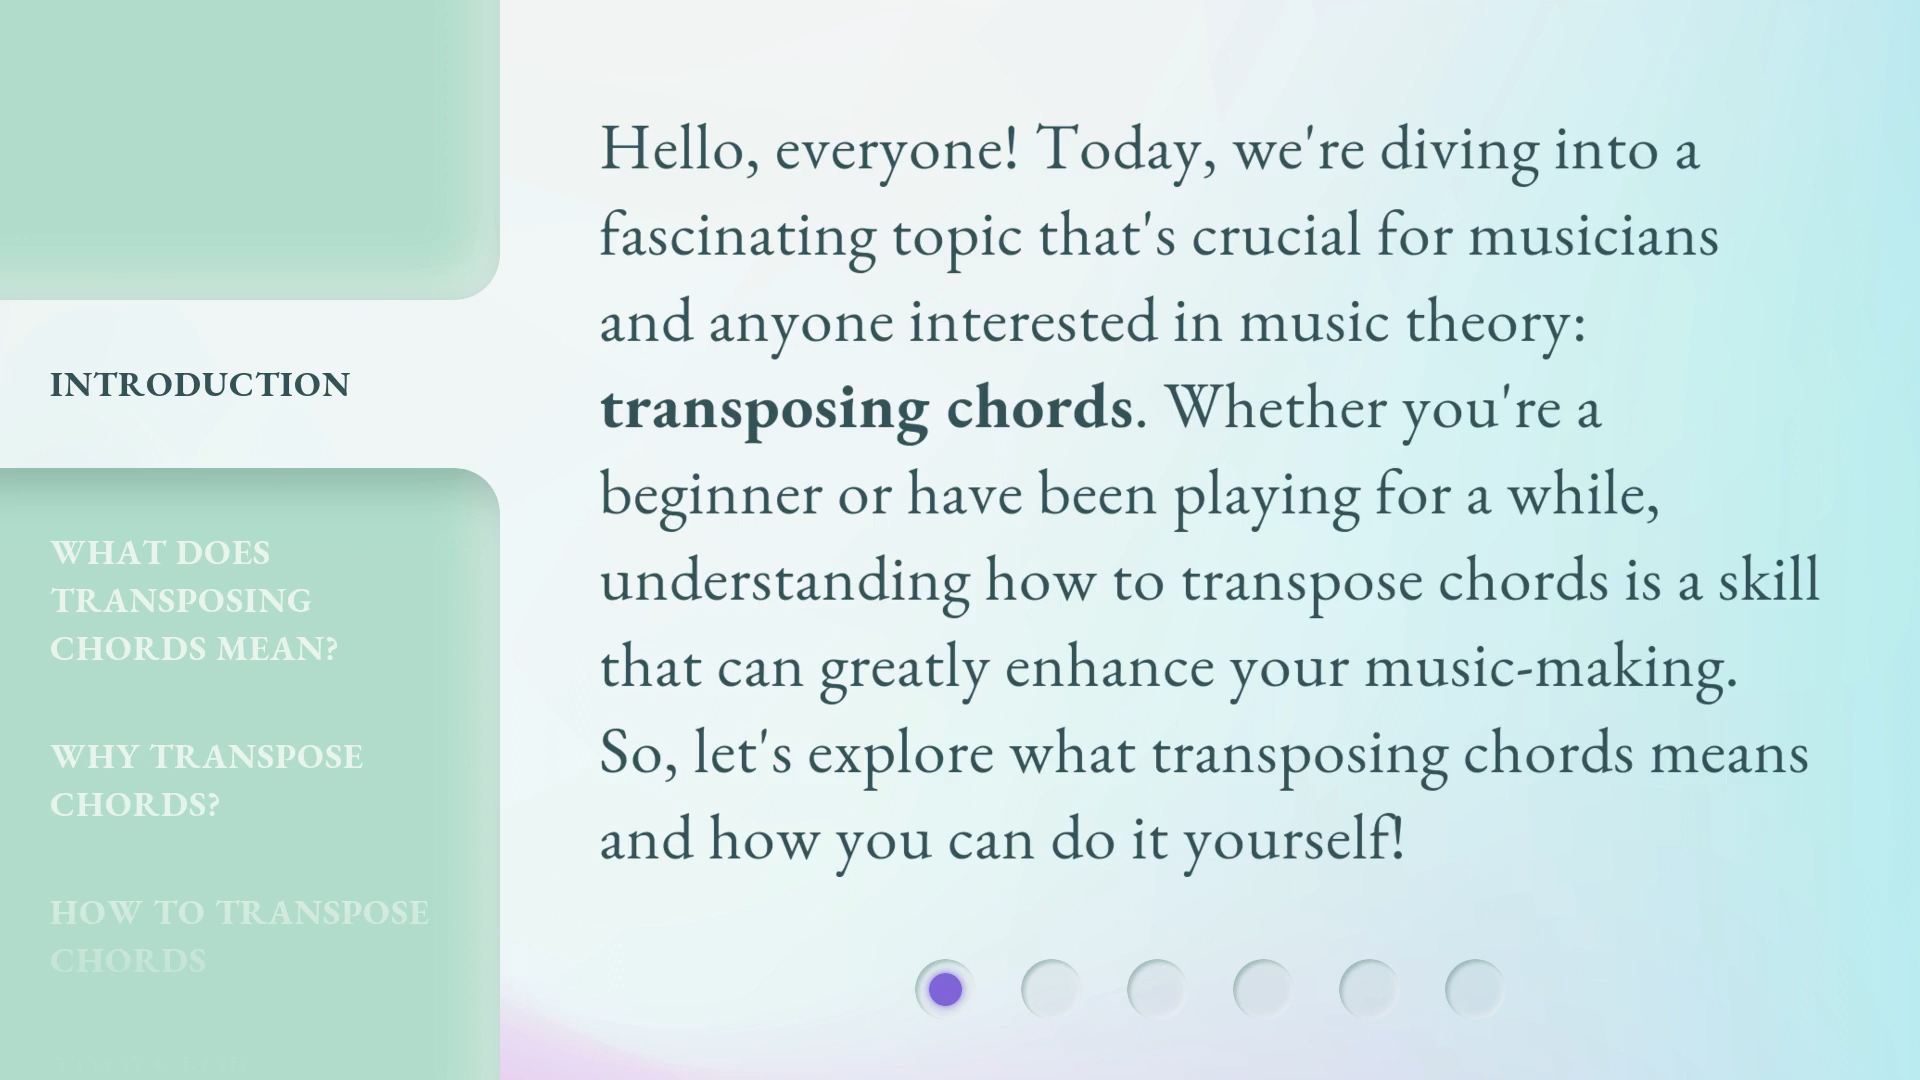 INTRODUCTION
WHAT DOES
TRANSPOSING
CHORDS MEAN?
WHY TRANSPOSE
CHORDS?
HOW TO TRANSPOSE
CHORDS
Hello, everyone! Today, we're diving into a
fascinating topic that's crucial for musicians
and anyone interested in music theory:
transposing chords. Whether you're a
beginner or have been playing for a while,
understanding how to transpose chords is a skill
that can greatly enhance your music-making.
So, let's explore what transposing chords means
and how you can do it yourself!